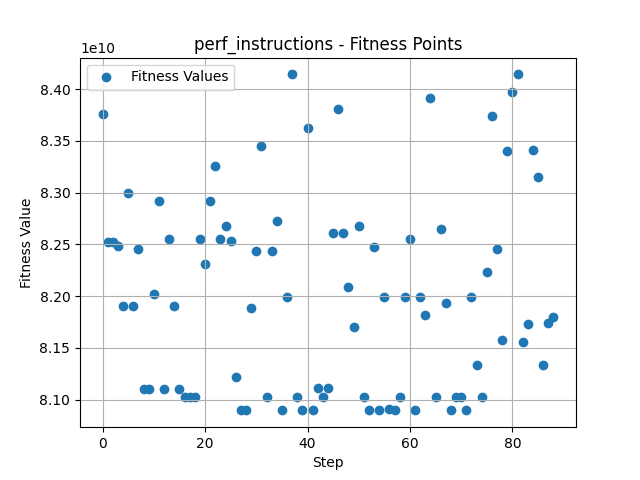 perf_instructions - Fitness Points
1e10
Fitness Values
8.40
8.35
8.30
8.25
8.20
8.15
8.10
Fitness Value
0 20 40 60 80
Step